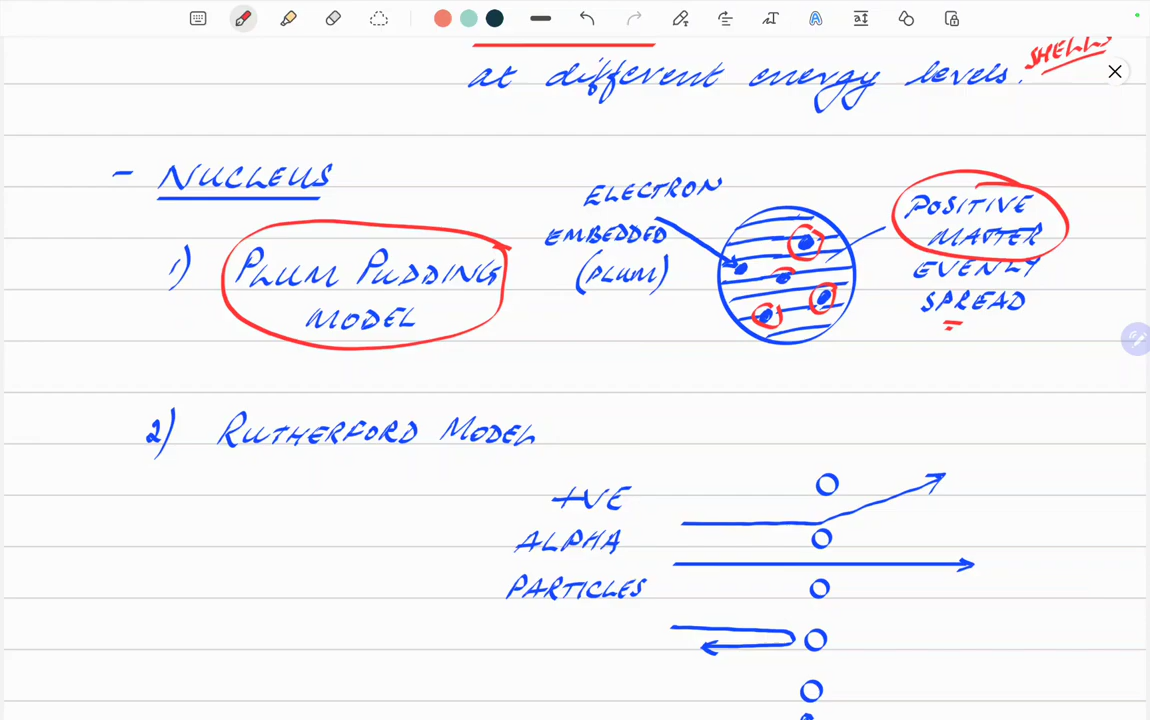 SHELLS
at different energy levels.
- NUCLEUS
1) PLUM PUDDING
MODEL
ELECTRON
EMBEDDED
(PLUM)
POSITIVE
MATTER
EVENLY
SPREAD
2) RUTHERFORD MODEL
+VE
ALPHA
PARTICLES